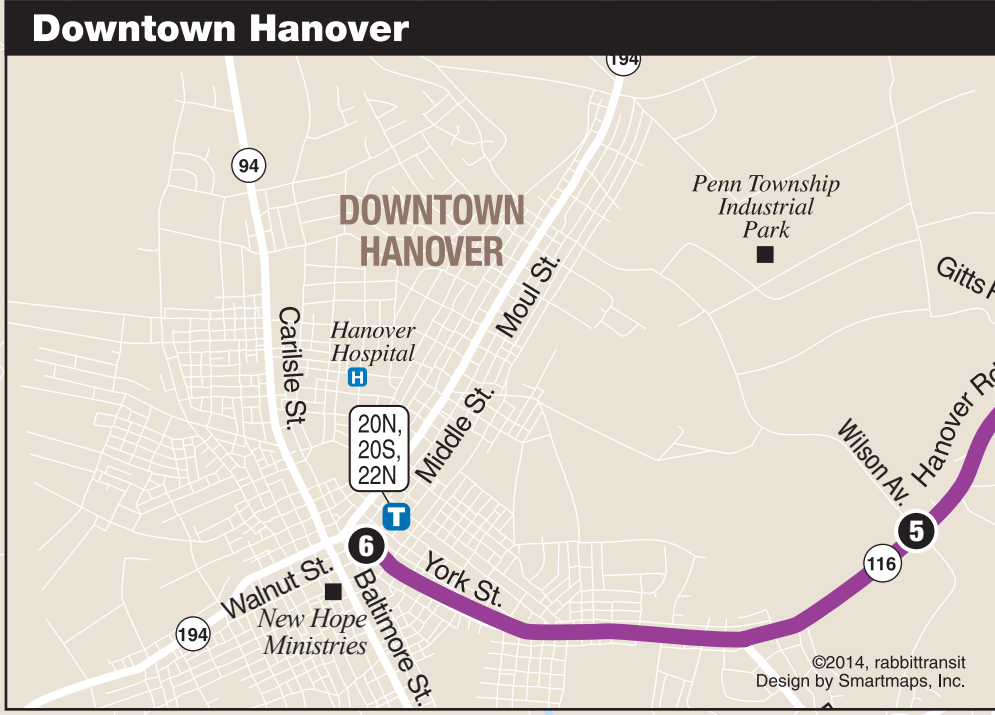 Downtown Hanover
194
94
Penn Township
Industrial
Park
DOWNTOWN
HANOVER
Gitts
Moul St.
Carilsle St.
Hanover
Hospital
H
Hanover
Middle St.
20N,
20S,
22N
Wilson Av.
T
5
6
116
York St.
Walnut St.
Baltimore St.
New Hope
Ministries
194
©2014, rabbittransit
Design by Smartmaps, Inc.